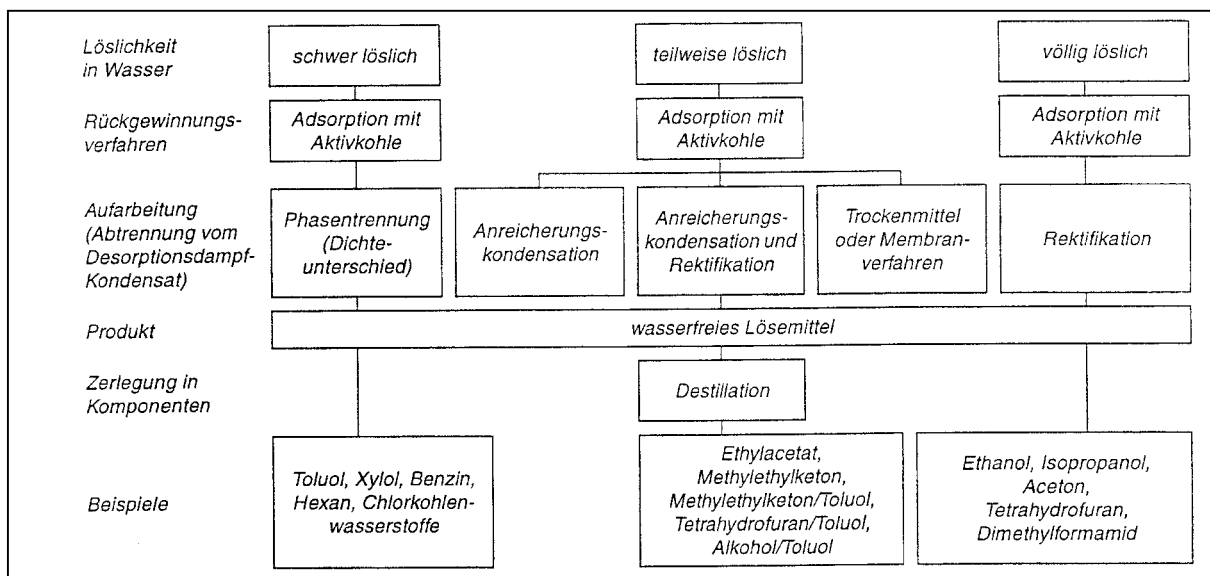 Löslichkeit
in Wasser
schwer löslich
teilweise löslich
völlig löslich
Rückgewinnungs-
verfahren
Adsorption mit
Aktivkohle
Adsorption mit
Aktivkohle
Adsorption mit
Aktivkohle
Aufarbeitung
(Abtrennung vom
Desorptionsdampf-
Kondensat)
Phasentrennung
(Dichte-
unterschied)
Anreicherungs-
kondensation
Anreicherungs-
kondensation und
Rektifikation
Trockenmittel
oder Membran-
verfahren
Rektifikation
Produkt
wasserfreies Lösemittel
Zerlegung in
Komponenten
Destillation
Beispiele
Toluol, Xylol, Benzin,
Hexan, Chlorkohlen-
wasserstoffe
Ethylacetat,
Methylethylketon,
Methylethylketon/Toluol,
Tetrahydrofuran/Toluol,
Alkohol/Toluol
Ethanol, Isopropanol,
Aceton,
Tetrahydrofuran,
Dimethylformamid